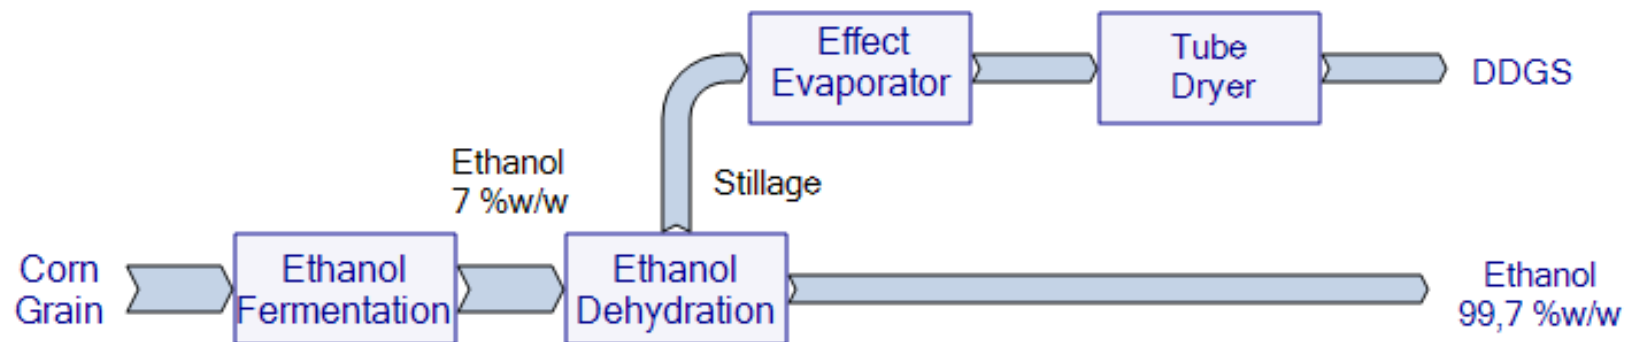 Effect
Evaporator
Tube
Dryer
DDGS
Ethanol
7 %w/w
Stillage
Corn
Grain
Ethanol
Fermentation
Ethanol
Dehydration
Ethanol
99,7 %w/w